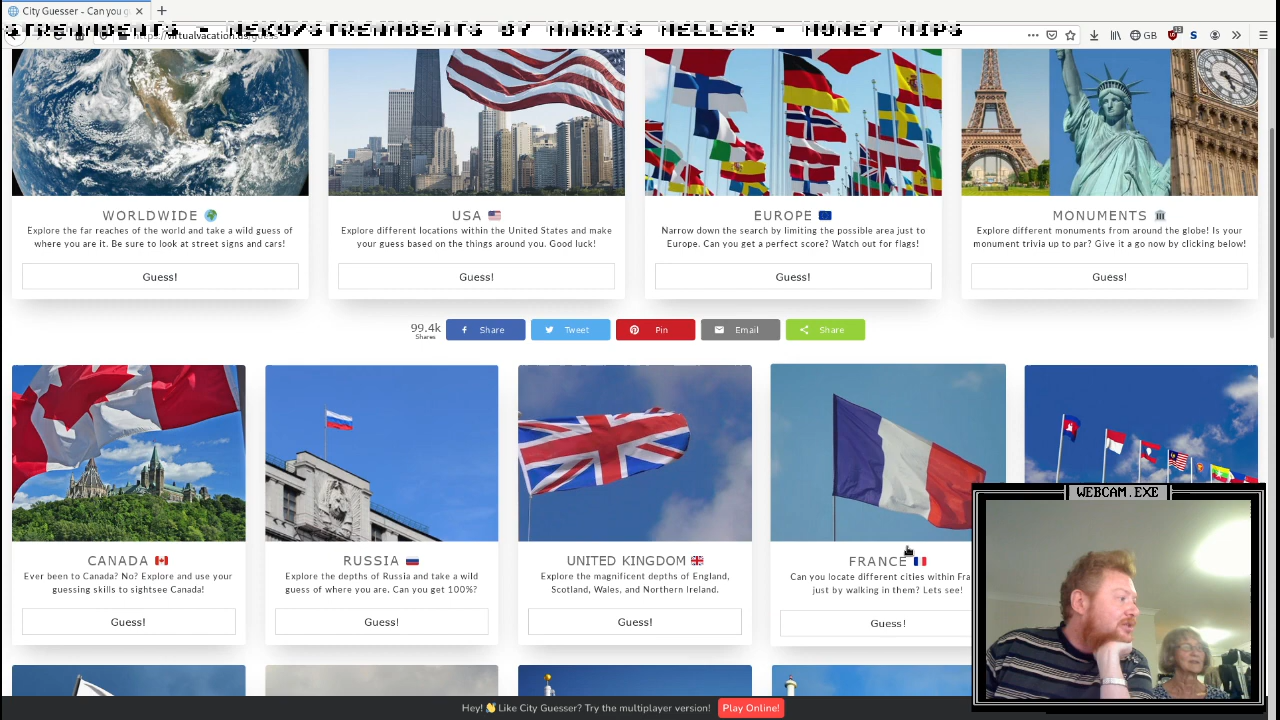 City Guesser - Can you g
STREAMBEATS - HERO/STREAMBEATS BY HARRIS HELLER - MONEY RIPS
GB
WORLDWIDE
Explore the far reaches of the world and take a wild guess of
where you are it. Be sure to look at street signs and cars!
Guess!
USA
Explore different locations within the United States and make
your guess based on the things around you. Good luck!
Guess!
EUROPE
Narrow down the search by limiting the possible area just to
Europe. Can you get a perfect score? Watch out for flags!
Guess!
MONUMENTS
Explore different monuments from around the globe! Is your
monument trivia up to par? Give it a go now by clicking below!
Guess!
99.4k
Shares
Share
Tweet
Pin
Email
Share
CANADA
Ever been to Canada? No? Explore and use your
guessing skills to sightsee Canada!
Guess!
RUSSIA
Explore the depths of Russia and take a wild
guess of where you are. Can you get 100%?
Guess!
UNITED KINGDOM
Explore the magnificent depths of England,
Scotland, Wales, and Northern Ireland.
Guess!
FRANCE
Can you locate different cities within Fra
just by walking in them? Lets see!
Guess!
WEBCAM.EXE
Hey! 👋 Like City Guesser? Try the multiplayer version!
Play Online!